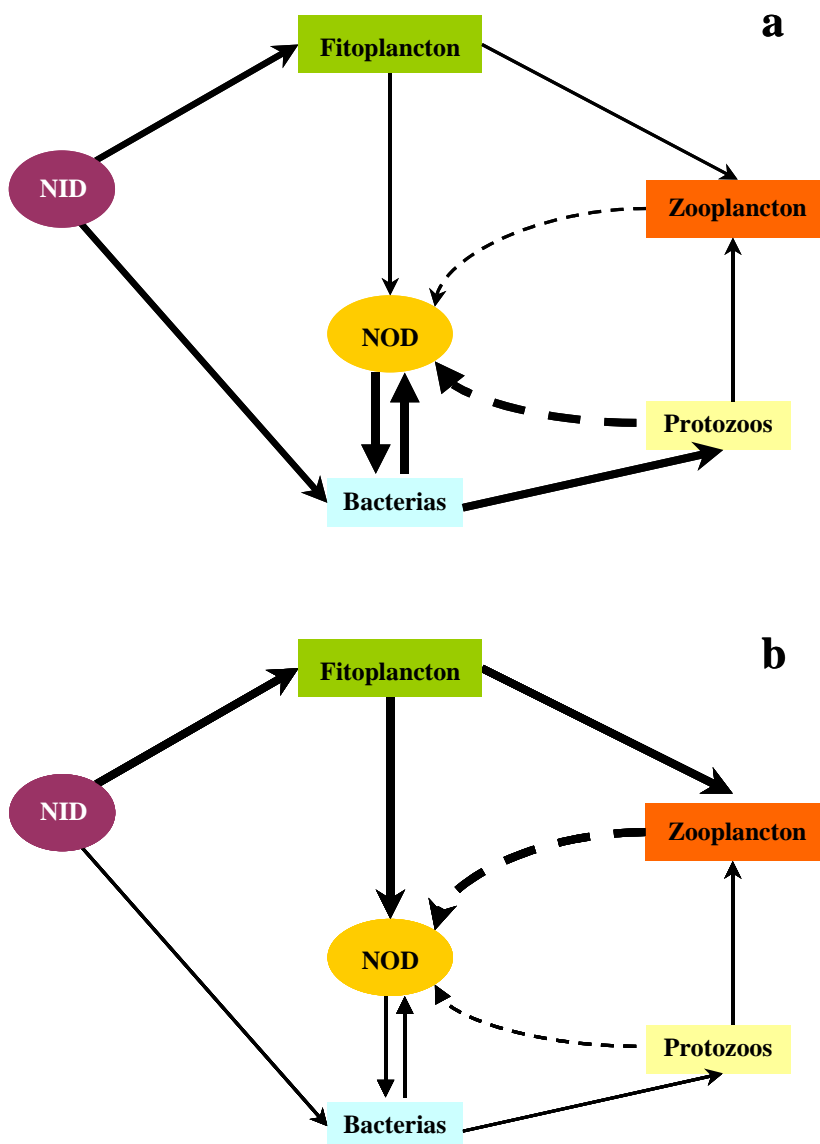 a
Fitoplancton
NID
Zooplancton
NOD
Protozoos
Bacterias
b
Fitoplancton
NID
Zooplancton
NOD
Protozoos
Bacterias